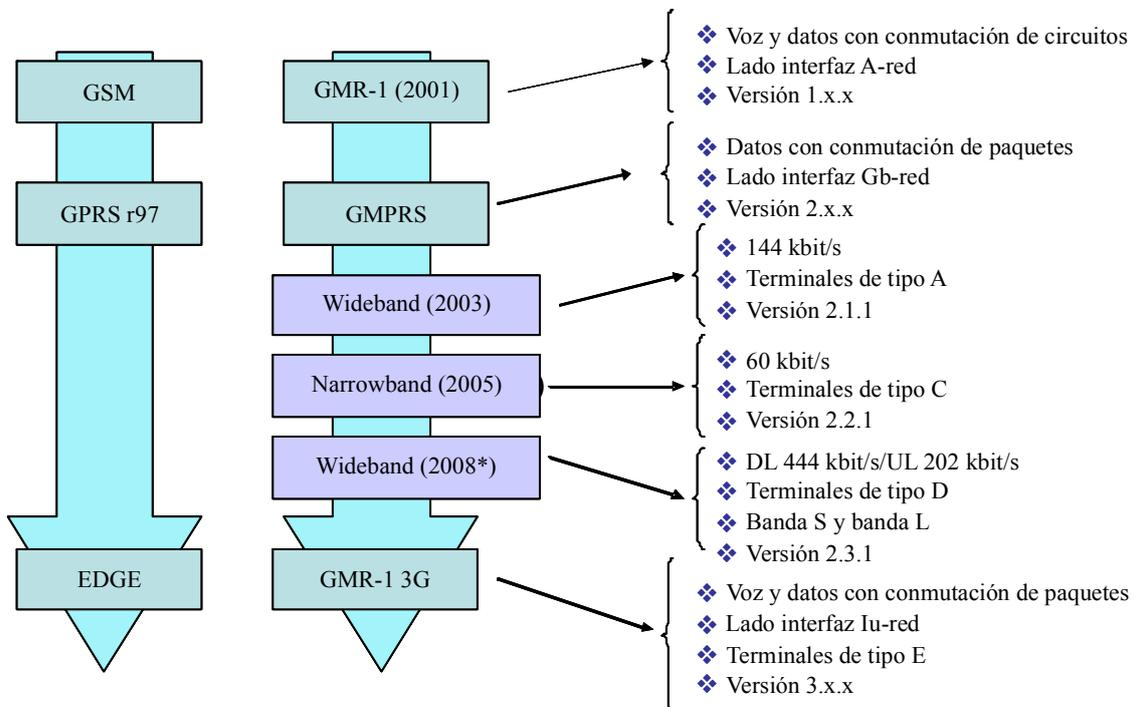 GSM
GPRS r97
EDGE
GMR-1 (2001)
GMPRS
Wideband (2003)
Narrowband (2005)
)
Wideband (2008*)
GMR-1 3G
❖ Voz y datos con conmutación de circuitos
❖ Lado interfaz A-red
❖ Versión 1.x.x
❖ Datos con conmutación de paquetes
❖ Lado interfaz Gb-red
❖ Versión 2.x.x
❖ 144 kbit/s
❖ Terminales de tipo A
❖ Versión 2.1.1
❖ 60 kbit/s
❖ Terminales de tipo C
❖ Versión 2.2.1
❖ DL 444 kbit/s/UL 202 kbit/s
❖ Terminales de tipo D
❖ Banda S y banda L
❖ Versión 2.3.1
❖ Voz y datos con conmutación de paquetes
❖ Lado interfaz Iu-red
❖ Terminales de tipo E
❖ Versión 3.x.x